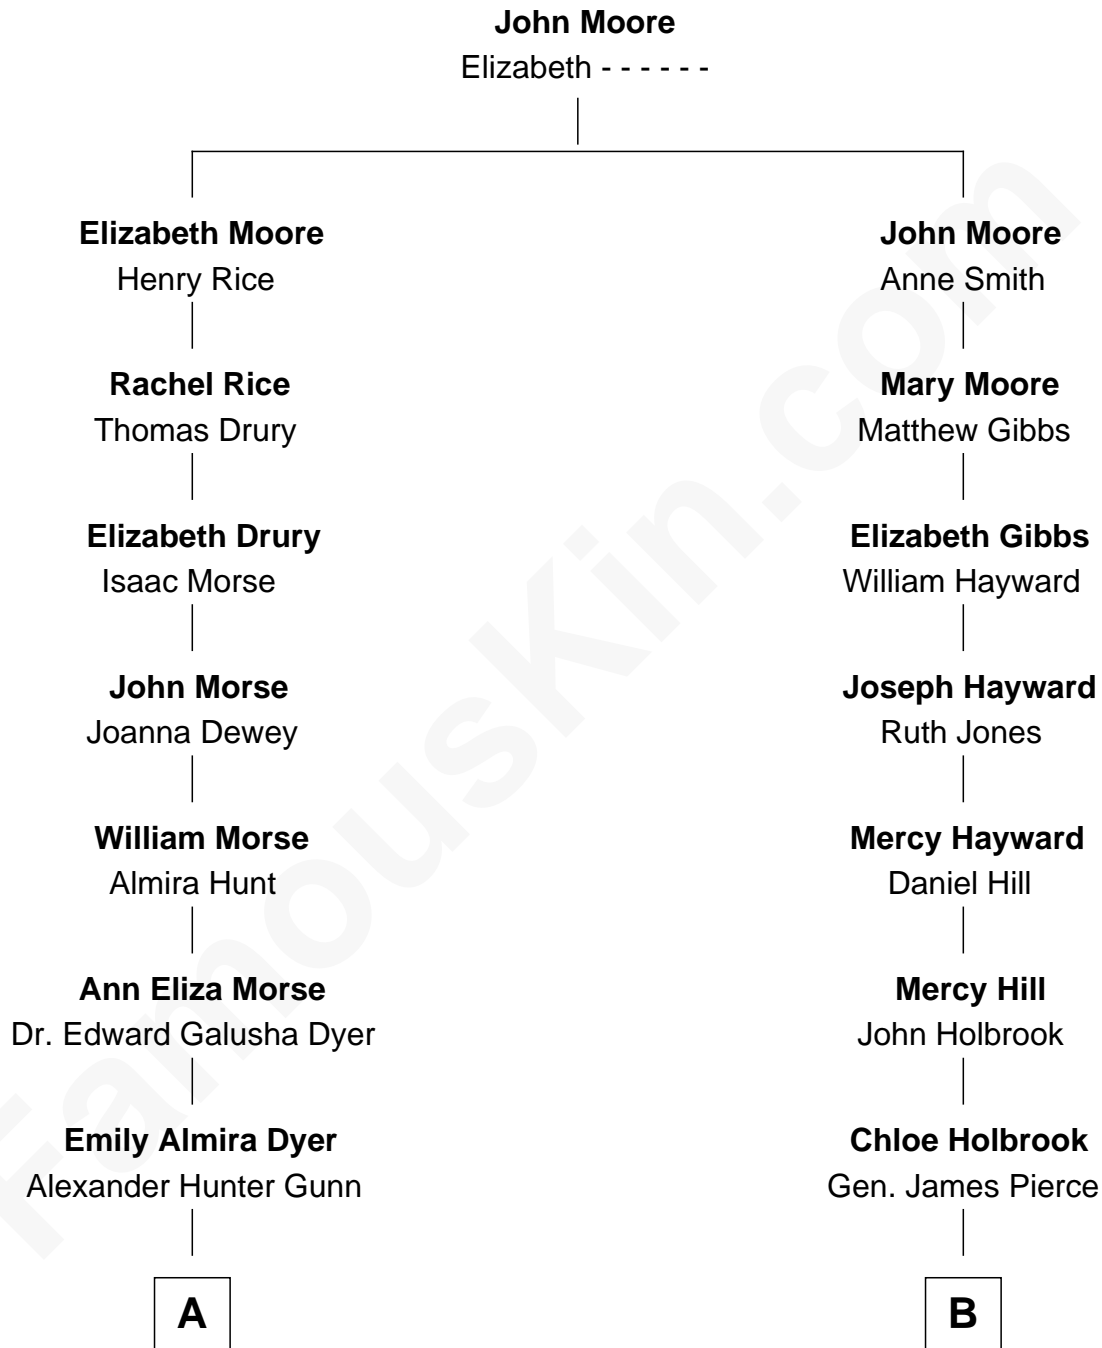 John Moore
Elizabeth - - - - - -
Elizabeth Moore
Henry Rice
John Moore
Anne Smith
Rachel Rice
Thomas Drury
Mary Moore
Matthew Gibbs
Elizabeth Drury
Isaac Morse
Elizabeth Gibbs
William Hayward
John Morse
Joanna Dewey
Joseph Hayward
Ruth Jones
William Morse
Almira Hunt
Mercy Hayward
Daniel Hill
Ann Eliza Morse
Dr. Edward Galusha Dyer
Mercy Hill
John Holbrook
Emily Almira Dyer
Alexander Hunter Gunn
Chloe Holbrook
Gen. James Pierce
A
B
FamousKin.com